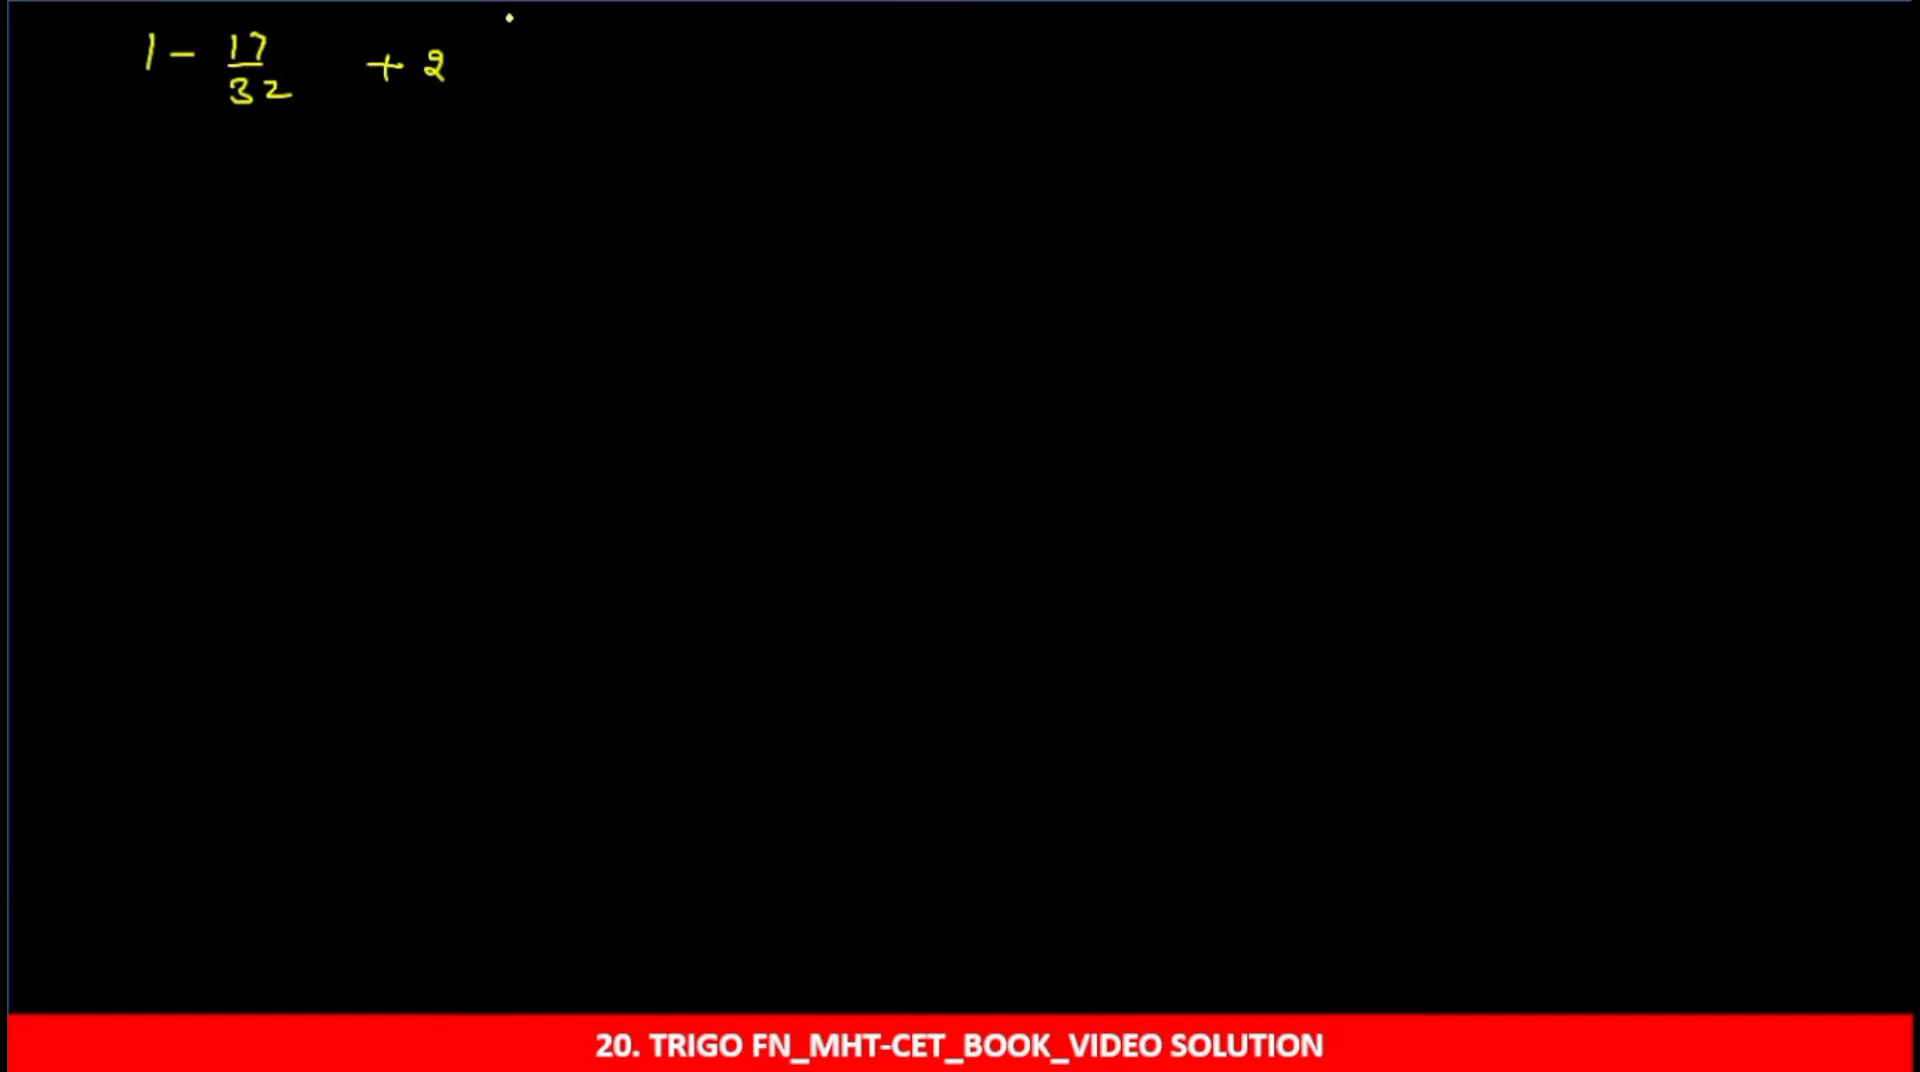 1 - 17/32 + 2
20. TRIGO FN_MHT-CET_BOOK_VIDEO SOLUTION